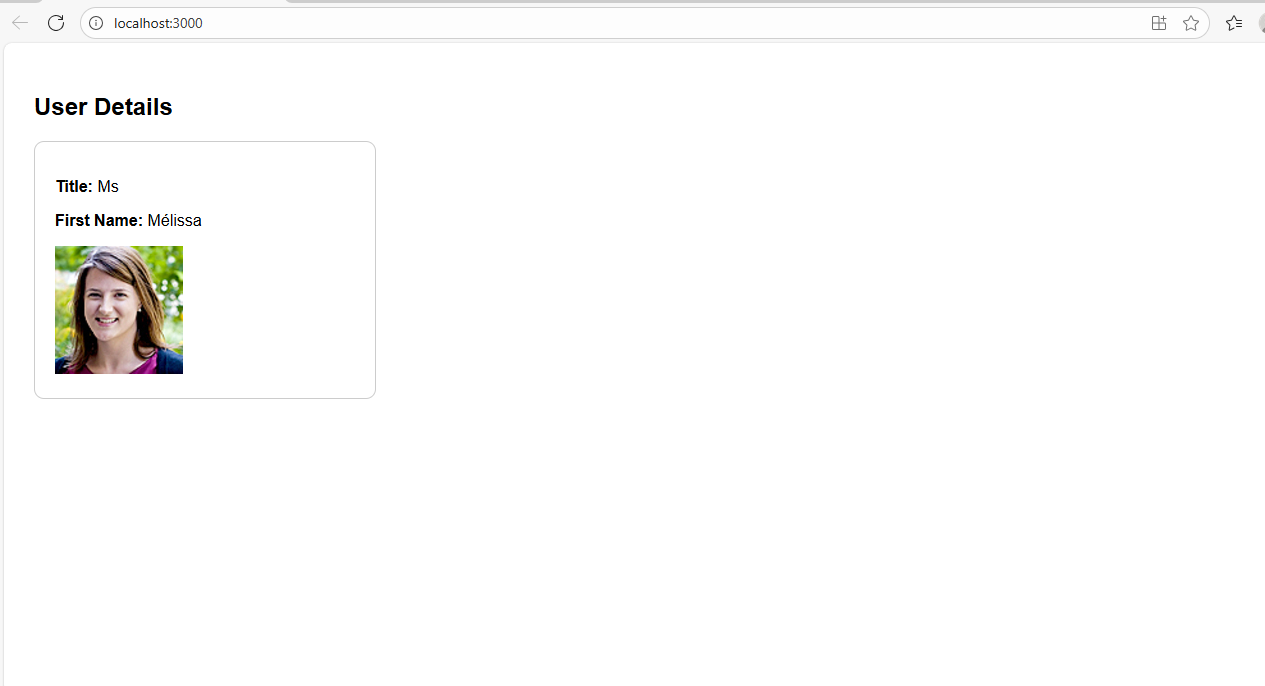 localhost:3000
User Details
Title: Ms
First Name: Mélissa